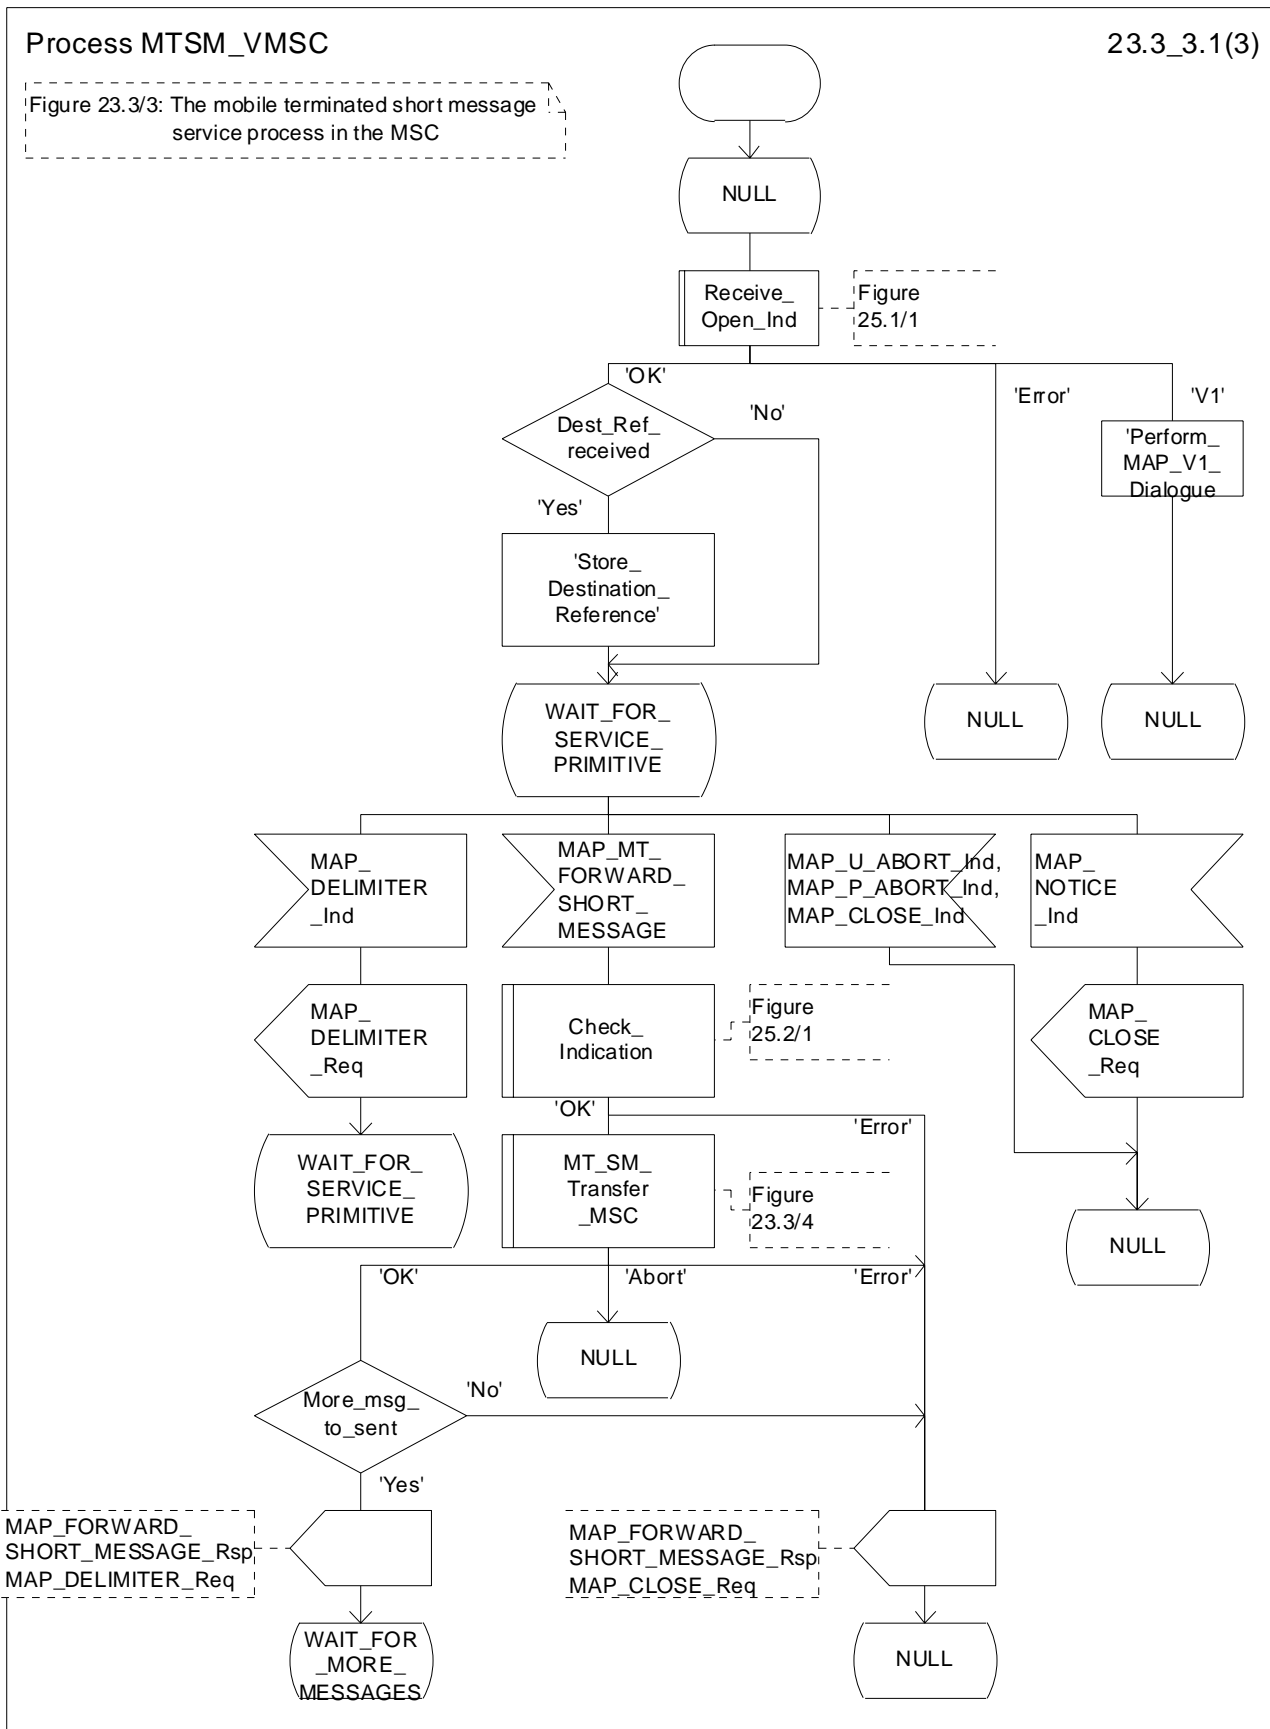 Process MTSM_VMSC
23.3_3.1(3)
Figure 23.3/3: The mobile terminated short message
service process in the MSC
NULL
Receive_
Open_Ind
Figure
25.1/1
'OK'
'No'
'Error'
'V1'
Dest_Ref_
received
'Perform_
MAP_V1_
Dialogue
'Yes'
'Store_
Destination_
Reference'
WAIT_FOR_
SERVICE_
PRIMITIVE
NULL
NULL
MAP_
DELIMITER
_Ind
MAP_MT_
FORWARD_
SHORT_
MESSAGE
MAP_U_ABORT_Ind,
MAP_P_ABORT_Ind,
MAP_CLOSE_Ind
MAP_
NOTICE
_Ind
MAP_
DELIMITER
_Req
Check_
Indication
Figure
25.2/1
MAP_
CLOSE
_Req
'OK'
'Error'
WAIT_FOR_
SERVICE_
PRIMITIVE
MT_SM_
Transfer
_MSC
Figure
23.3/4
NULL
'OK'
'Abort'
'Error'
NULL
More_msg_
to_sent
'No'
'Yes'
MAP_FORWARD_
SHORT_MESSAGE_Rsp
MAP_DELIMITER_Req
MAP_FORWARD_
SHORT_MESSAGE_Rsp
MAP_CLOSE_Req
WAIT_FOR
_MORE_
MESSAGES
NULL